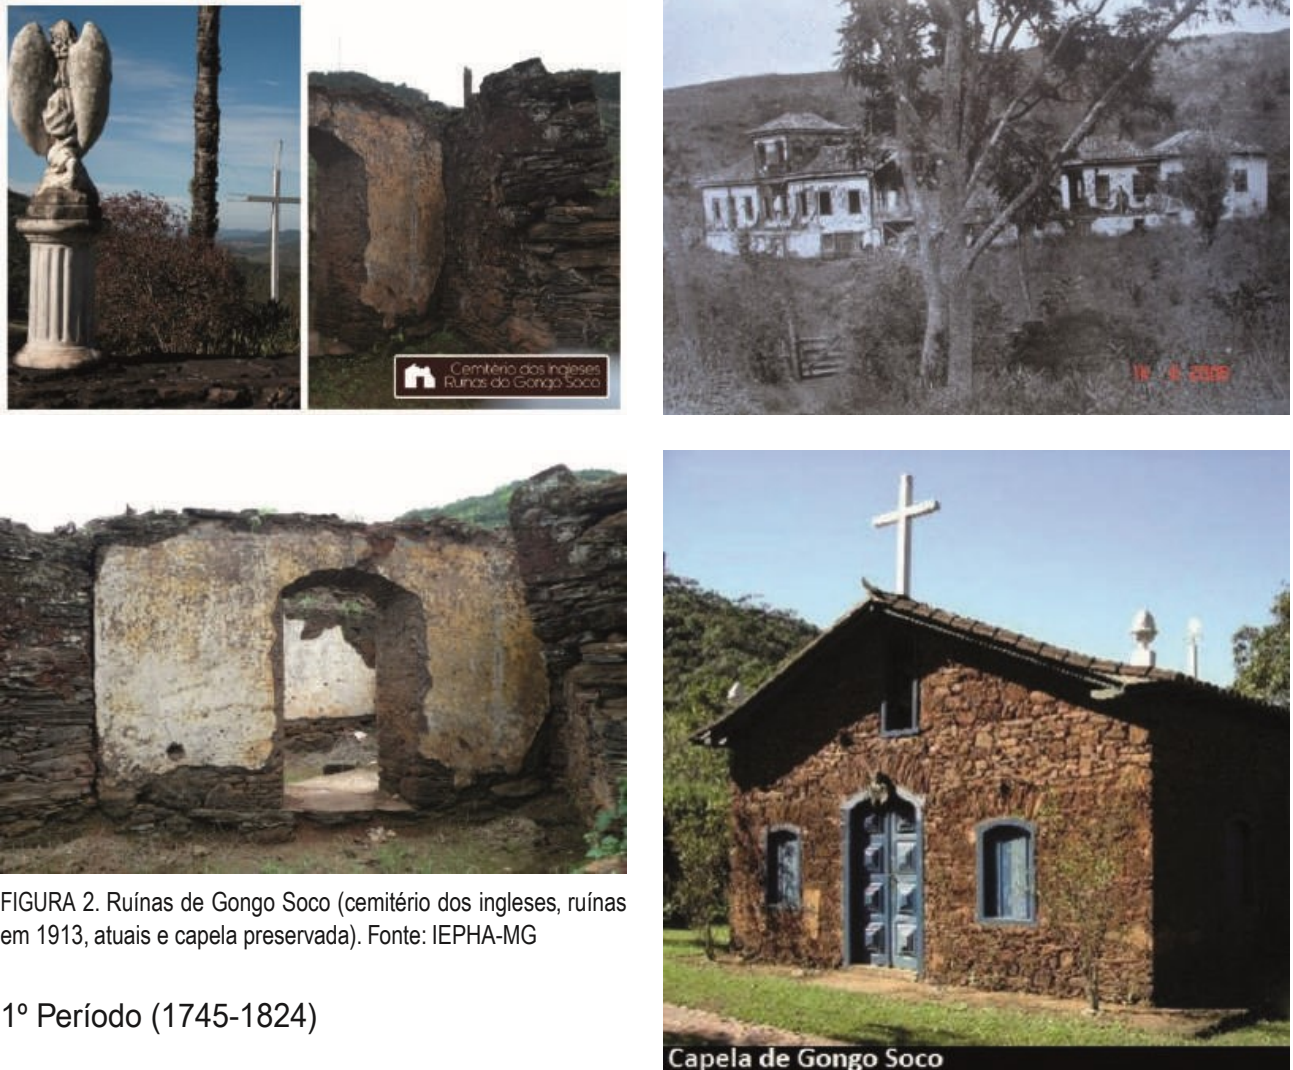 Cemitério dos Ingleses
Ruínas do Gongo Soco
FIGURA 2. Ruínas de Gongo Soco (cemitério dos ingleses, ruínas
em 1913, atuais e capela preservada). Fonte: IEPHA-MG
1º Período (1745-1824)
Capela de Gongo Soco